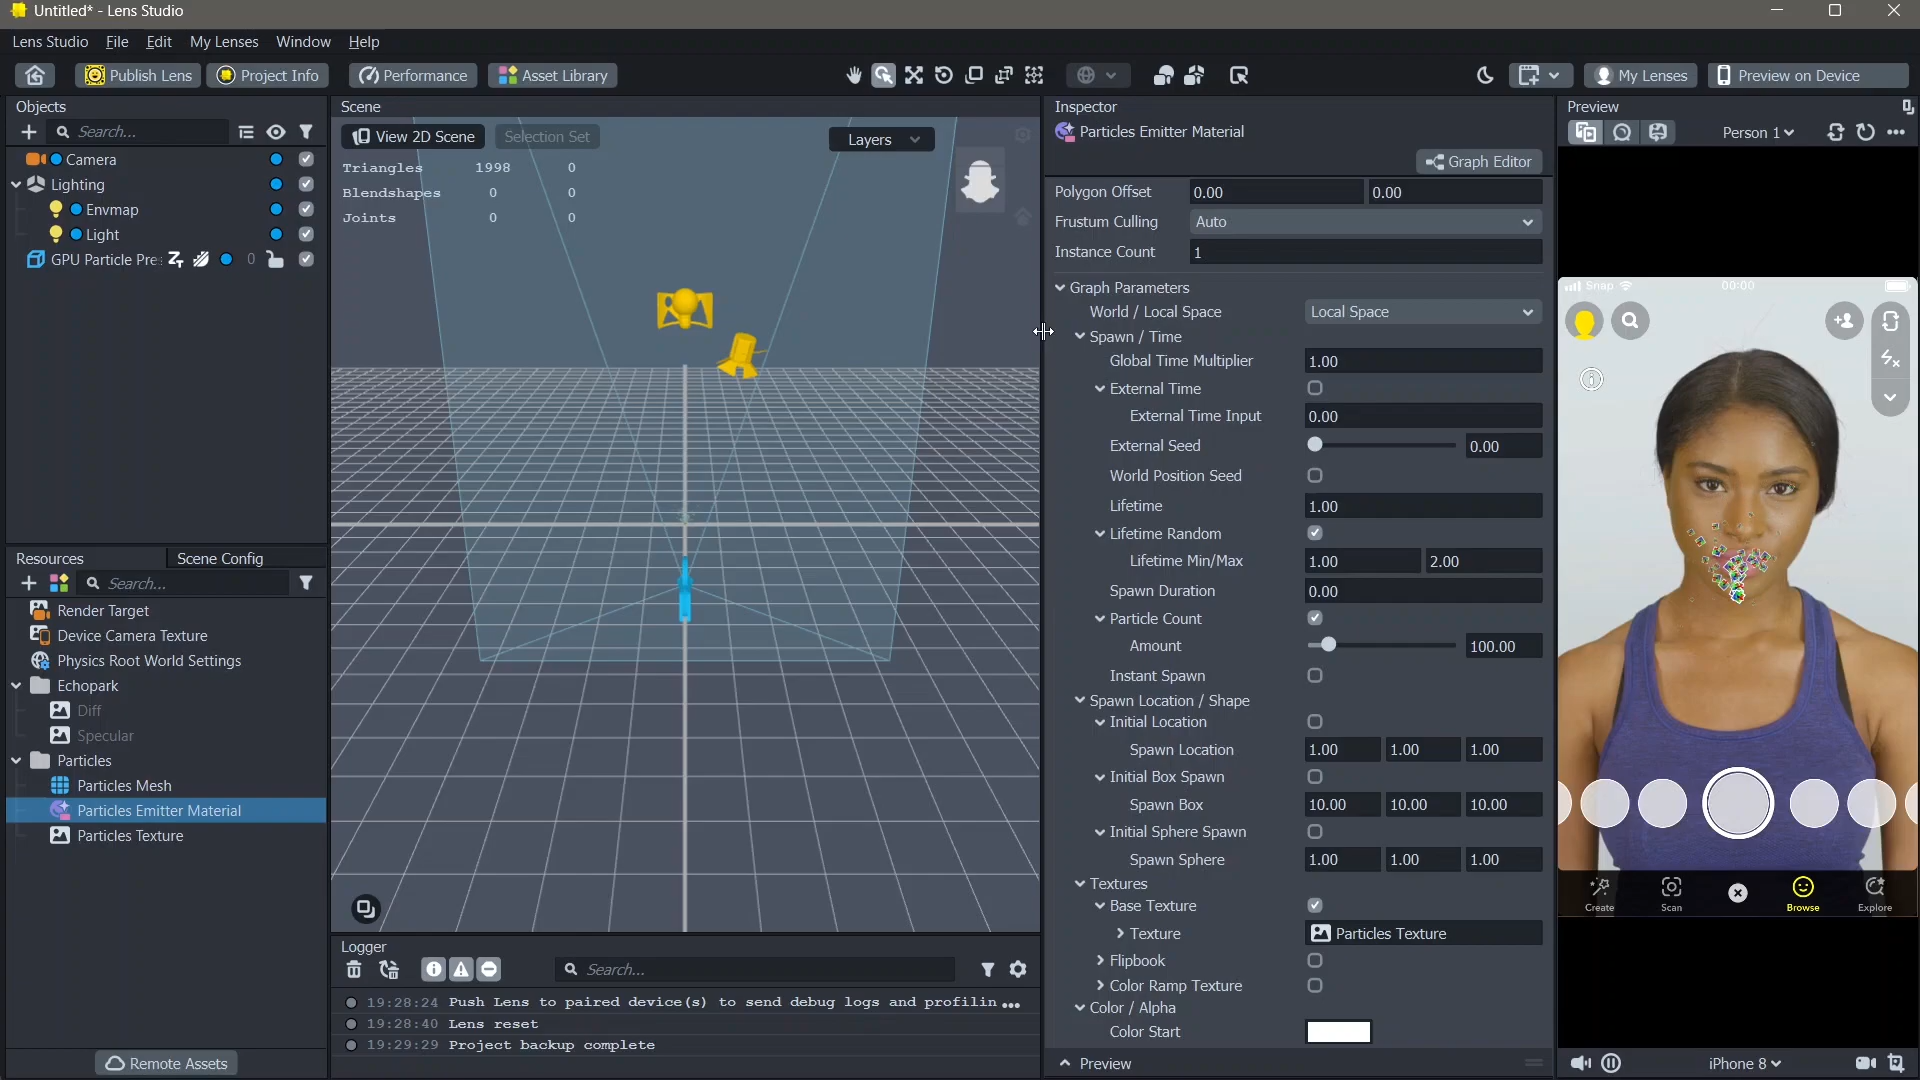 Untitled* - Lens Studio
Lens Studio File Edit My Lenses Window Help
Publish Lens Project Info Performance Asset Library My Lenses Preview on Device
Objects
Search...
Camera
Lighting
Envmap
Light
GPU Particle Pre: 0
Resources Scene Config
Search...
Render Target
Device Camera Texture
Physics Root World Settings
Echopark
Diff
Specular
Particles
Particles Mesh
Particles Emitter Material
Particles Texture
Remote Assets
Scene
View 2D Scene Selection Set Layers
Triangles 1998 0
Blendshapes 0 0
Joints 0 0
Logger
Search...
19:28:24 Push Lens to paired device(s) to send debug logs and profilin ...
19:28:40 Lens reset
19:29:29 Project backup complete
Inspector
Particles Emitter Material
Graph Editor
Polygon Offset 0.00 0.00
Frustum Culling Auto
Instance Count 1
Graph Parameters
World / Local Space Local Space
Spawn / Time
Global Time Multiplier 1.00
External Time
External Time Input 0.00
External Seed 0.00
World Position Seed
Lifetime 1.00
Lifetime Random
Lifetime Min/Max 1.00 2.00
Spawn Duration 0.00
Particle Count
Amount 100.00
Instant Spawn
Spawn Location / Shape
Initial Location
Spawn Location 1.00 1.00 1.00
Initial Box Spawn
Spawn Box 10.00 10.00 10.00
Initial Sphere Spawn
Spawn Sphere 1.00 1.00 1.00
Textures
Base Texture
Texture Particles Texture
Flipbook
Color Ramp Texture
Color / Alpha
Color Start
Preview
Preview
Person 1
Snap 00:00
Create Scan Browse Explore
iPhone 8